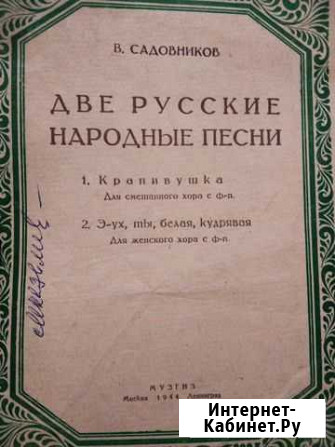 В. САДОВНИКОВ
ДВЕ РУССКИЕ
НАРОДНЫЕ ПЕСНИ
1. Крапивушка
Для смешанного хора с ф-п.
2. Э-ух, ты, белая, кудрявая
Для женского хора с ф-п.
МУЗГИЗ
Москва 1944 Ленинград
Интернет-
Кабинет.Ру